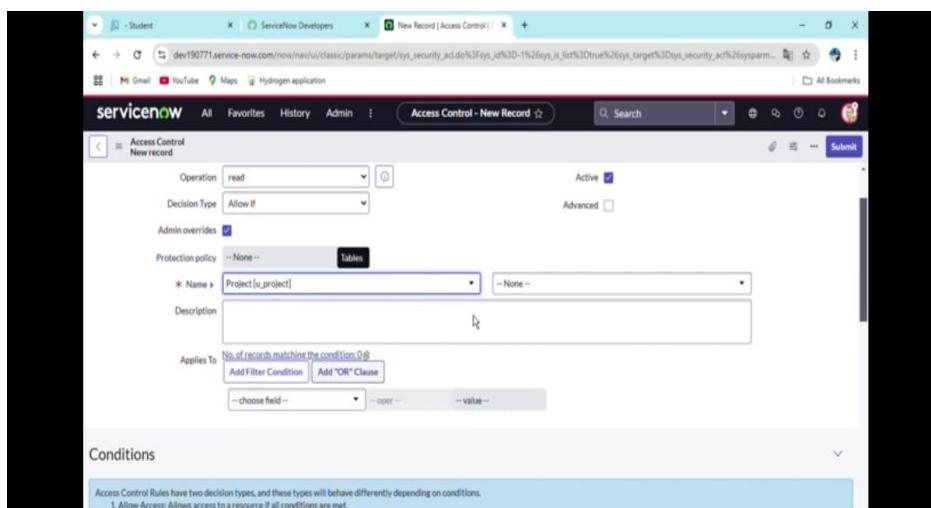 - Student
ServiceNow Developers
New Record | Access Control |
dev190771.service-now.com/now/nav/ui/classic/params/target/sys_security_acl.do%3Fsys_id%3D-1%26sys_is_list%3Dtrue%26sys_target%3Dsys_security_acl%26sysparm...
Gmail YouTube Maps Hydrogen application All Bookmarks
servicenow All Favorites History Admin Access Control - New Record Search
Access Control
New record
Submit
Operation read Active
Decision Type Allow If Advanced
Admin overrides
Protection policy -- None -- Tables
* Name Project [u_project] -- None --
Description
Applies To No. of records matching the condition: 0
Add Filter Condition Add "OR" Clause
-- choose field -- -- oper -- -- value --
Conditions
Access Control Rules have two decision types, and these types will behave differently depending on conditions.
1. Allow Access: Allows access to a resource if all conditions are met.